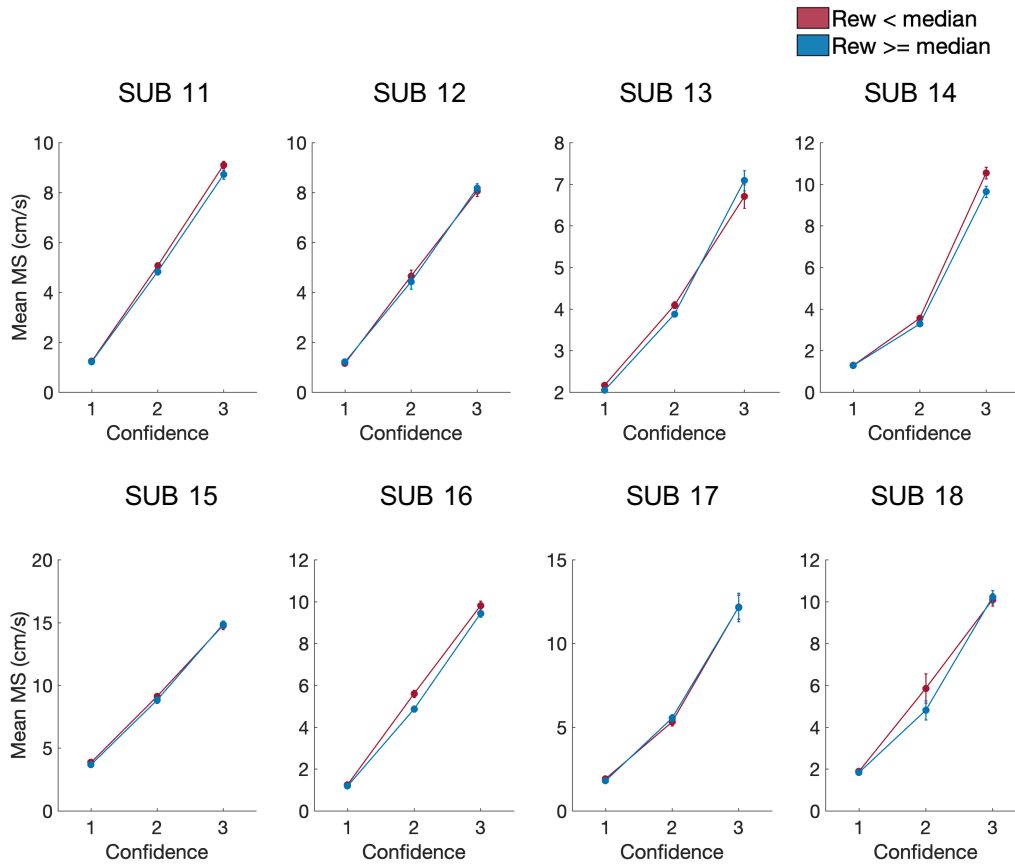 Rew < median
Rew >= median
SUB 11
SUB 12
SUB 13
SUB 14
10
8
6
4
2
0
Mean MS (cm/s)
1 2 3
Confidence
10
8
6
4
2
0
1 2 3
Confidence
8
7
6
5
4
3
2
1 2 3
Confidence
12
10
8
6
4
2
0
1 2 3
Confidence
SUB 15
SUB 16
SUB 17
SUB 18
20
15
10
5
0
Mean MS (cm/s)
1 2 3
Confidence
12
10
8
6
4
2
0
1 2 3
Confidence
15
10
5
0
1 2 3
Confidence
12
10
8
6
4
2
0
1 2 3
Confidence